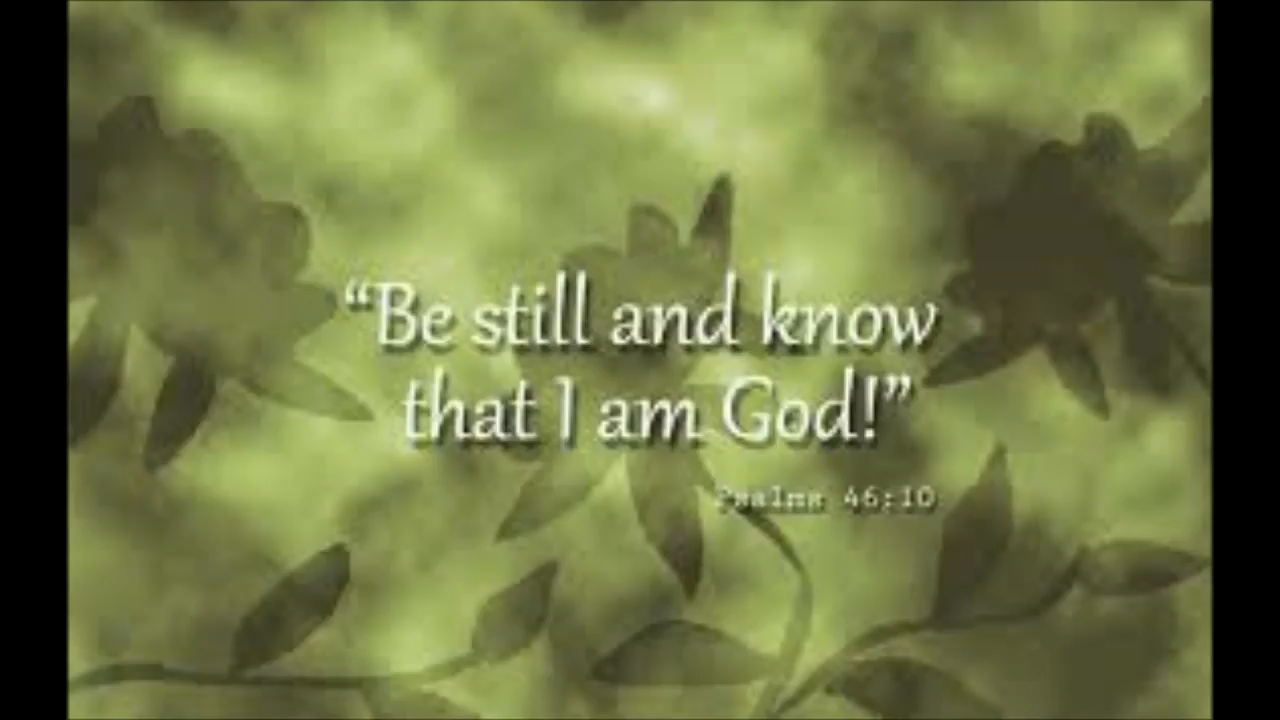 “Be still and know
that I am God!”
Psalms 46:10